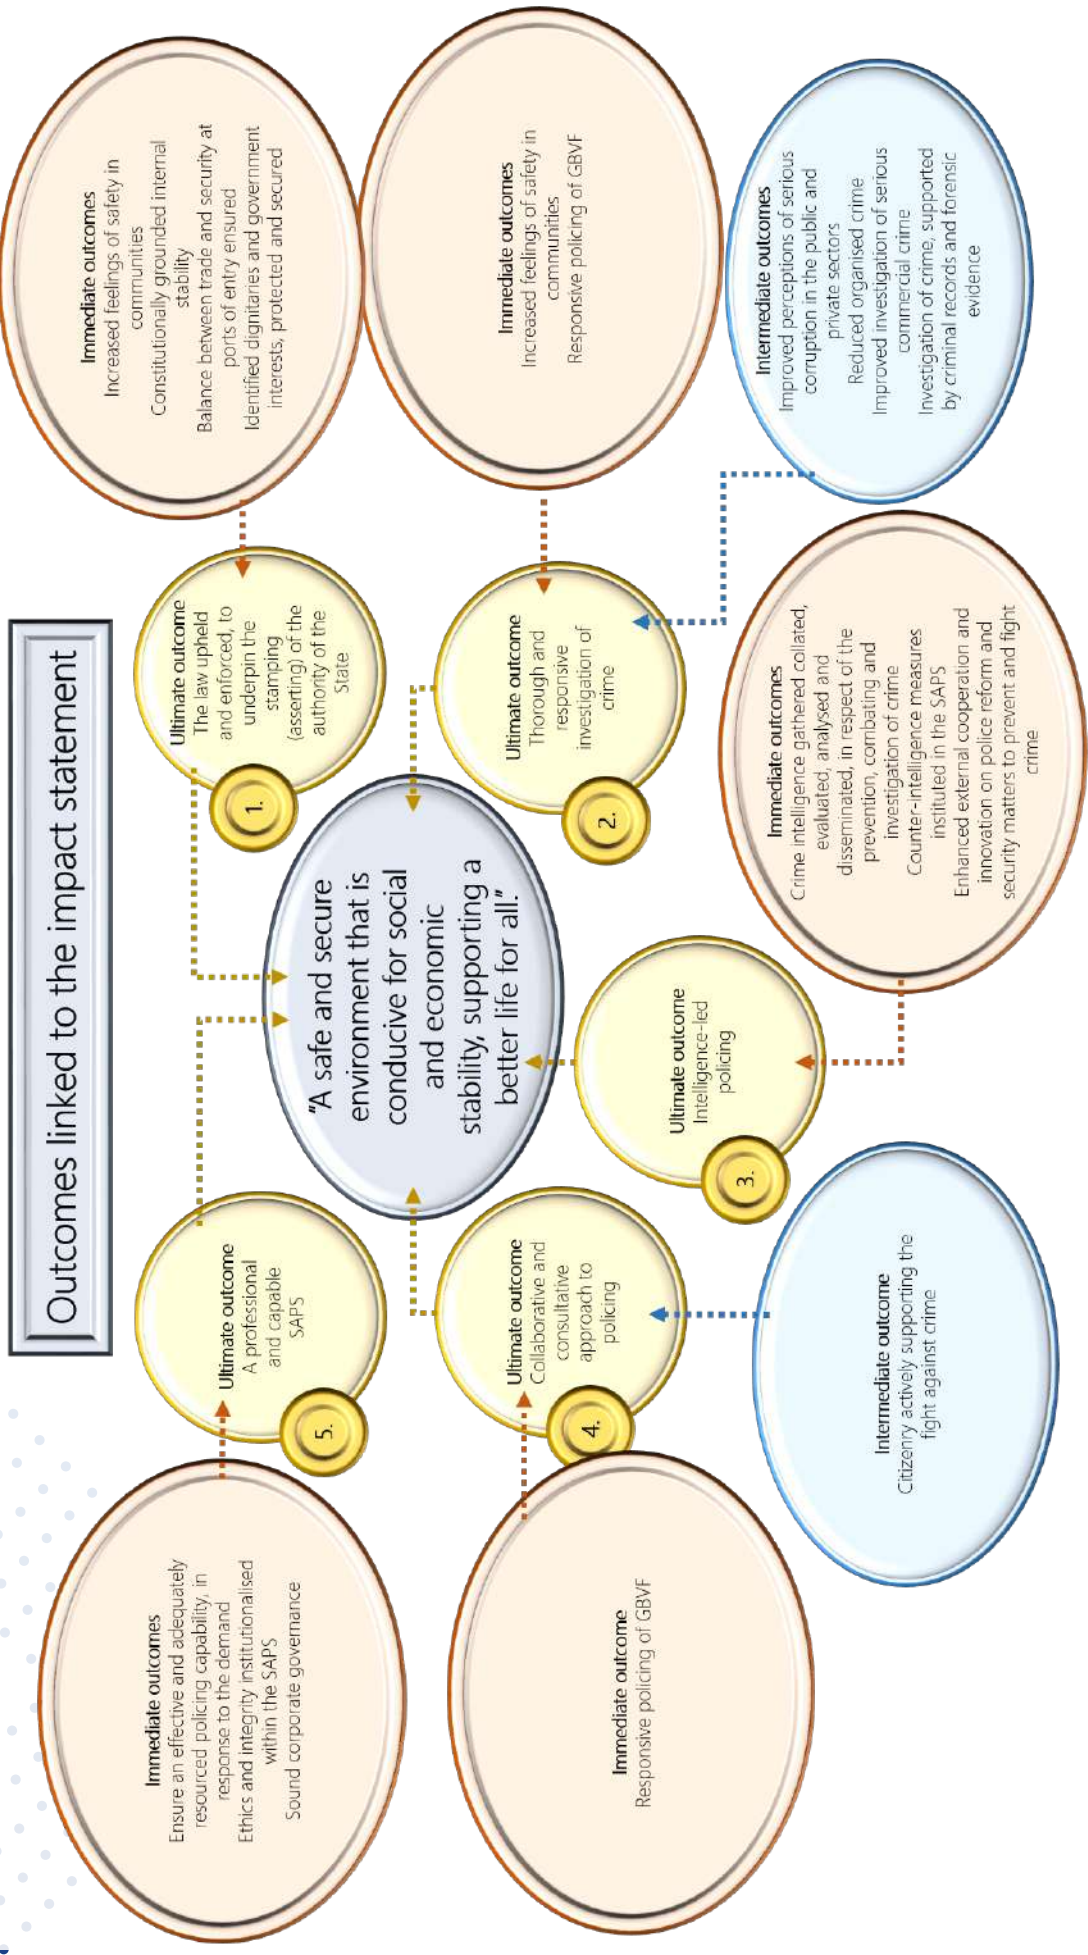 Outcomes linked to the impact statement
Immediate outcomes
Ensure an effective and adequately
resourced policing capability, in
response to the demand
Ethics and integrity institutionalised
within the SAPS
Sound corporate governance
5.
Ultimate outcome
A professional
and capable
SAPS
1.
Ultimate outcome
The law upheld
and enforced, to
underpin the
stamping
(asserting) of the
authority of the
State
Immediate outcomes
Increased feelings of safety in
communities
Constitutionally grounded internal
stability
Balance between trade and security at
ports of entry ensured
Identified dignitaries and government
interests, protected and secured
"A safe and secure
environment that is
conducive for social
and economic
stability, supporting a
better life for all."
Immediate outcome
Responsive policing of GBVF
4.
Ultimate outcome
Collaborative and
consultative
approach to
policing
2.
Ultimate outcome
Thorough and
responsive
investigation of
crime
Immediate outcomes
Increased feelings of safety in
communities
Responsive policing of GBVF
3.
Ultimate outcome
Intelligence-led
policing
Intermediate outcome
Citizenry actively supporting the
fight against crime
Immediate outcomes
Crime intelligence gathered collated,
evaluated, analysed and
disseminated, in respect of the
prevention, combating and
investigation of crime
Counter-intelligence measures
instituted in the SAPS
Enhanced external cooperation and
innovation on police reform and
security matters to prevent and fight
crime
Intermediate outcomes
Improved perceptions of serious
corruption in the public and
private sectors
Reduced organised crime
Improved investigation of serious
commercial crime
Investigation of crime, supported
by criminal records and forensic
evidence